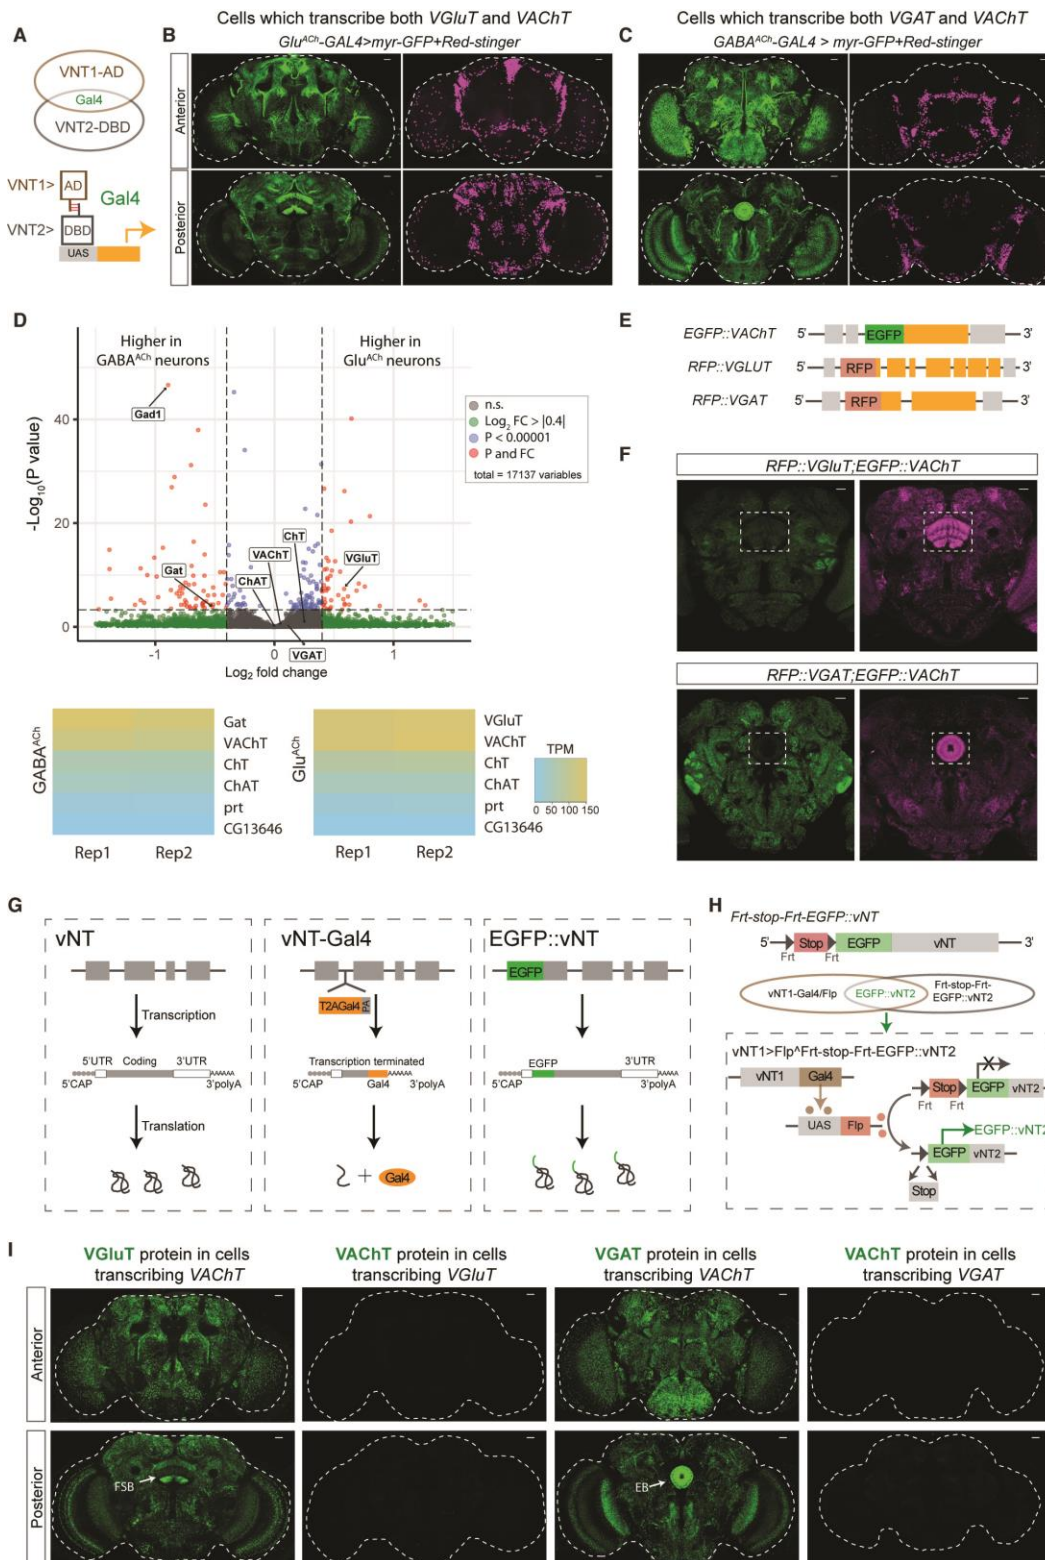 A
VNT1-AD
Gal4
VNT2-DBD
VNT1>
AD
Gal4
VNT2>
DBD
UAS
B
Cells which transcribe both VGluT and VAChT
Glu^ACh-GAL4>myr-GFP+Red-stinger
Anterior
Posterior
C
Cells which transcribe both VGAT and VAChT
GABA^ACh-GAL4 > myr-GFP+Red-stinger
D
Higher in
GABA^ACh neurons
Higher in
Glu^ACh neurons
Gad1
Gat
VAChT
ChAT
ChT
VGluT
VGAT
n.s.
Log2 FC > |0.4|
P < 0.00001
P and FC
total = 17137 variables
-Log10(P value)
40
20
0
-1
0
1
Log2 fold change
GABA^ACh
Gat
VAChT
ChT
ChAT
prt
CG13646
Rep1
Rep2
Glu^ACh
VGluT
VAChT
ChT
ChAT
prt
CG13646
Rep1
Rep2
TPM
0 50 100 150
E
EGFP::VAChT
5'
EGFP
3'
RFP::VGLUT
5'
RFP
3'
RFP::VGAT
5'
RFP
3'
F
RFP::VGluT;EGFP::VAChT
RFP::VGAT;EGFP::VAChT
G
vNT
Transcription
5'UTR
Coding
3'UTR
AAAAAA
5'CAP
3'polyA
Translation
vNT-Gal4
T2AGal4
PA
Transcription terminated
AAAAAA
5'CAP
Gal4
3'polyA
+
Gal4
EGFP::vNT
EGFP
EGFP
3'UTR
AAAAAA
5'CAP
3'polyA
H
Frt-stop-Frt-EGFP::vNT
5'
Stop
EGFP
vNT
3'
Frt
Frt
vNT1-Gal4/Flp
EGFP::vNT2
Frt-stop-Frt-
EGFP::vNT2
vNT1>Flp^Frt-stop-Frt-EGFP::vNT2
vNT1
Gal4
X
Stop
EGFP
vNT2
Frt
Frt
UAS
Flp
EGFP::vNT2
EGFP
vNT2
Stop
I
VGluT protein in cells
transcribing VAChT
VAChT protein in cells
transcribing VGluT
VGAT protein in cells
transcribing VAChT
VAChT protein in cells
transcribing VGAT
Anterior
Posterior
FSB
EB